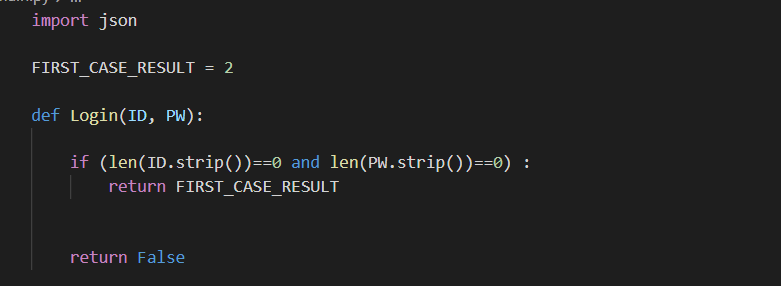 import json
FIRST_CASE_RESULT = 2
def Login(ID, PW):
if (len(ID.strip())==0 and len(PW.strip())==0) :
return FIRST_CASE_RESULT
return False